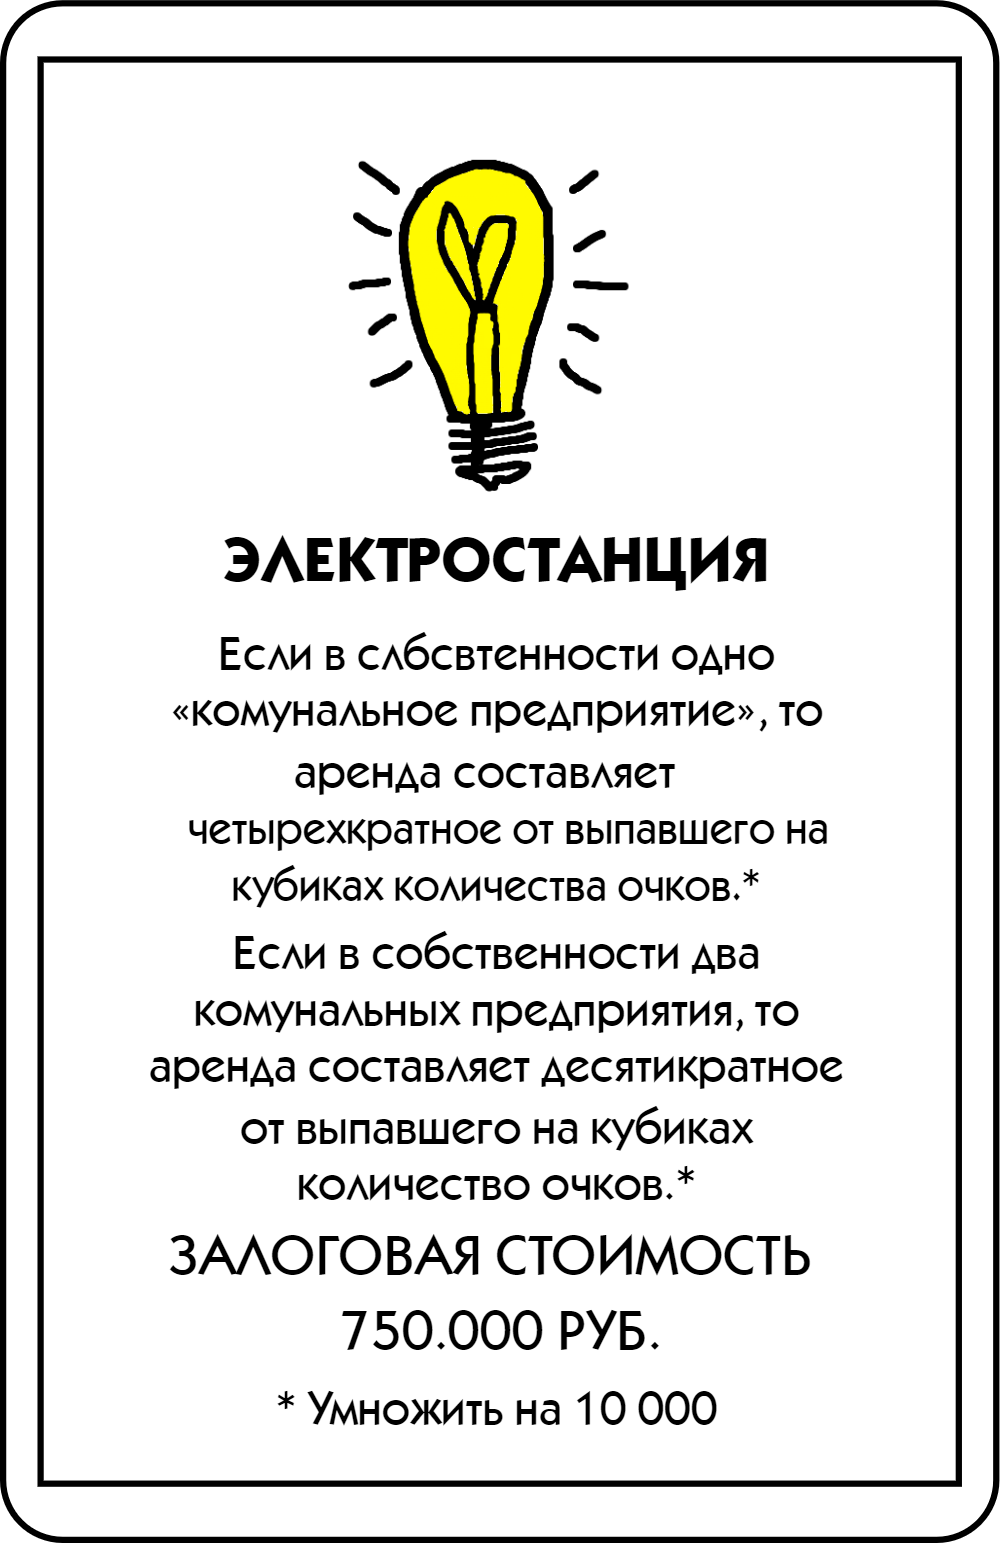 ЭЛЕКТРОСТАНЦИЯ
Если в слбсвтенности одно
«комунальное предприятие», то
аренда составляет
четырехкратное от выпавшего на
кубиках количества очков.*
Если в собственности два
комунальных предприятия, то
аренда составляет десятикратное
от выпавшего на кубиках
количество очков.*
ЗАЛОГОВАЯ СТОИМОСТЬ
750.000 РУБ.
* Умножить на 10 000